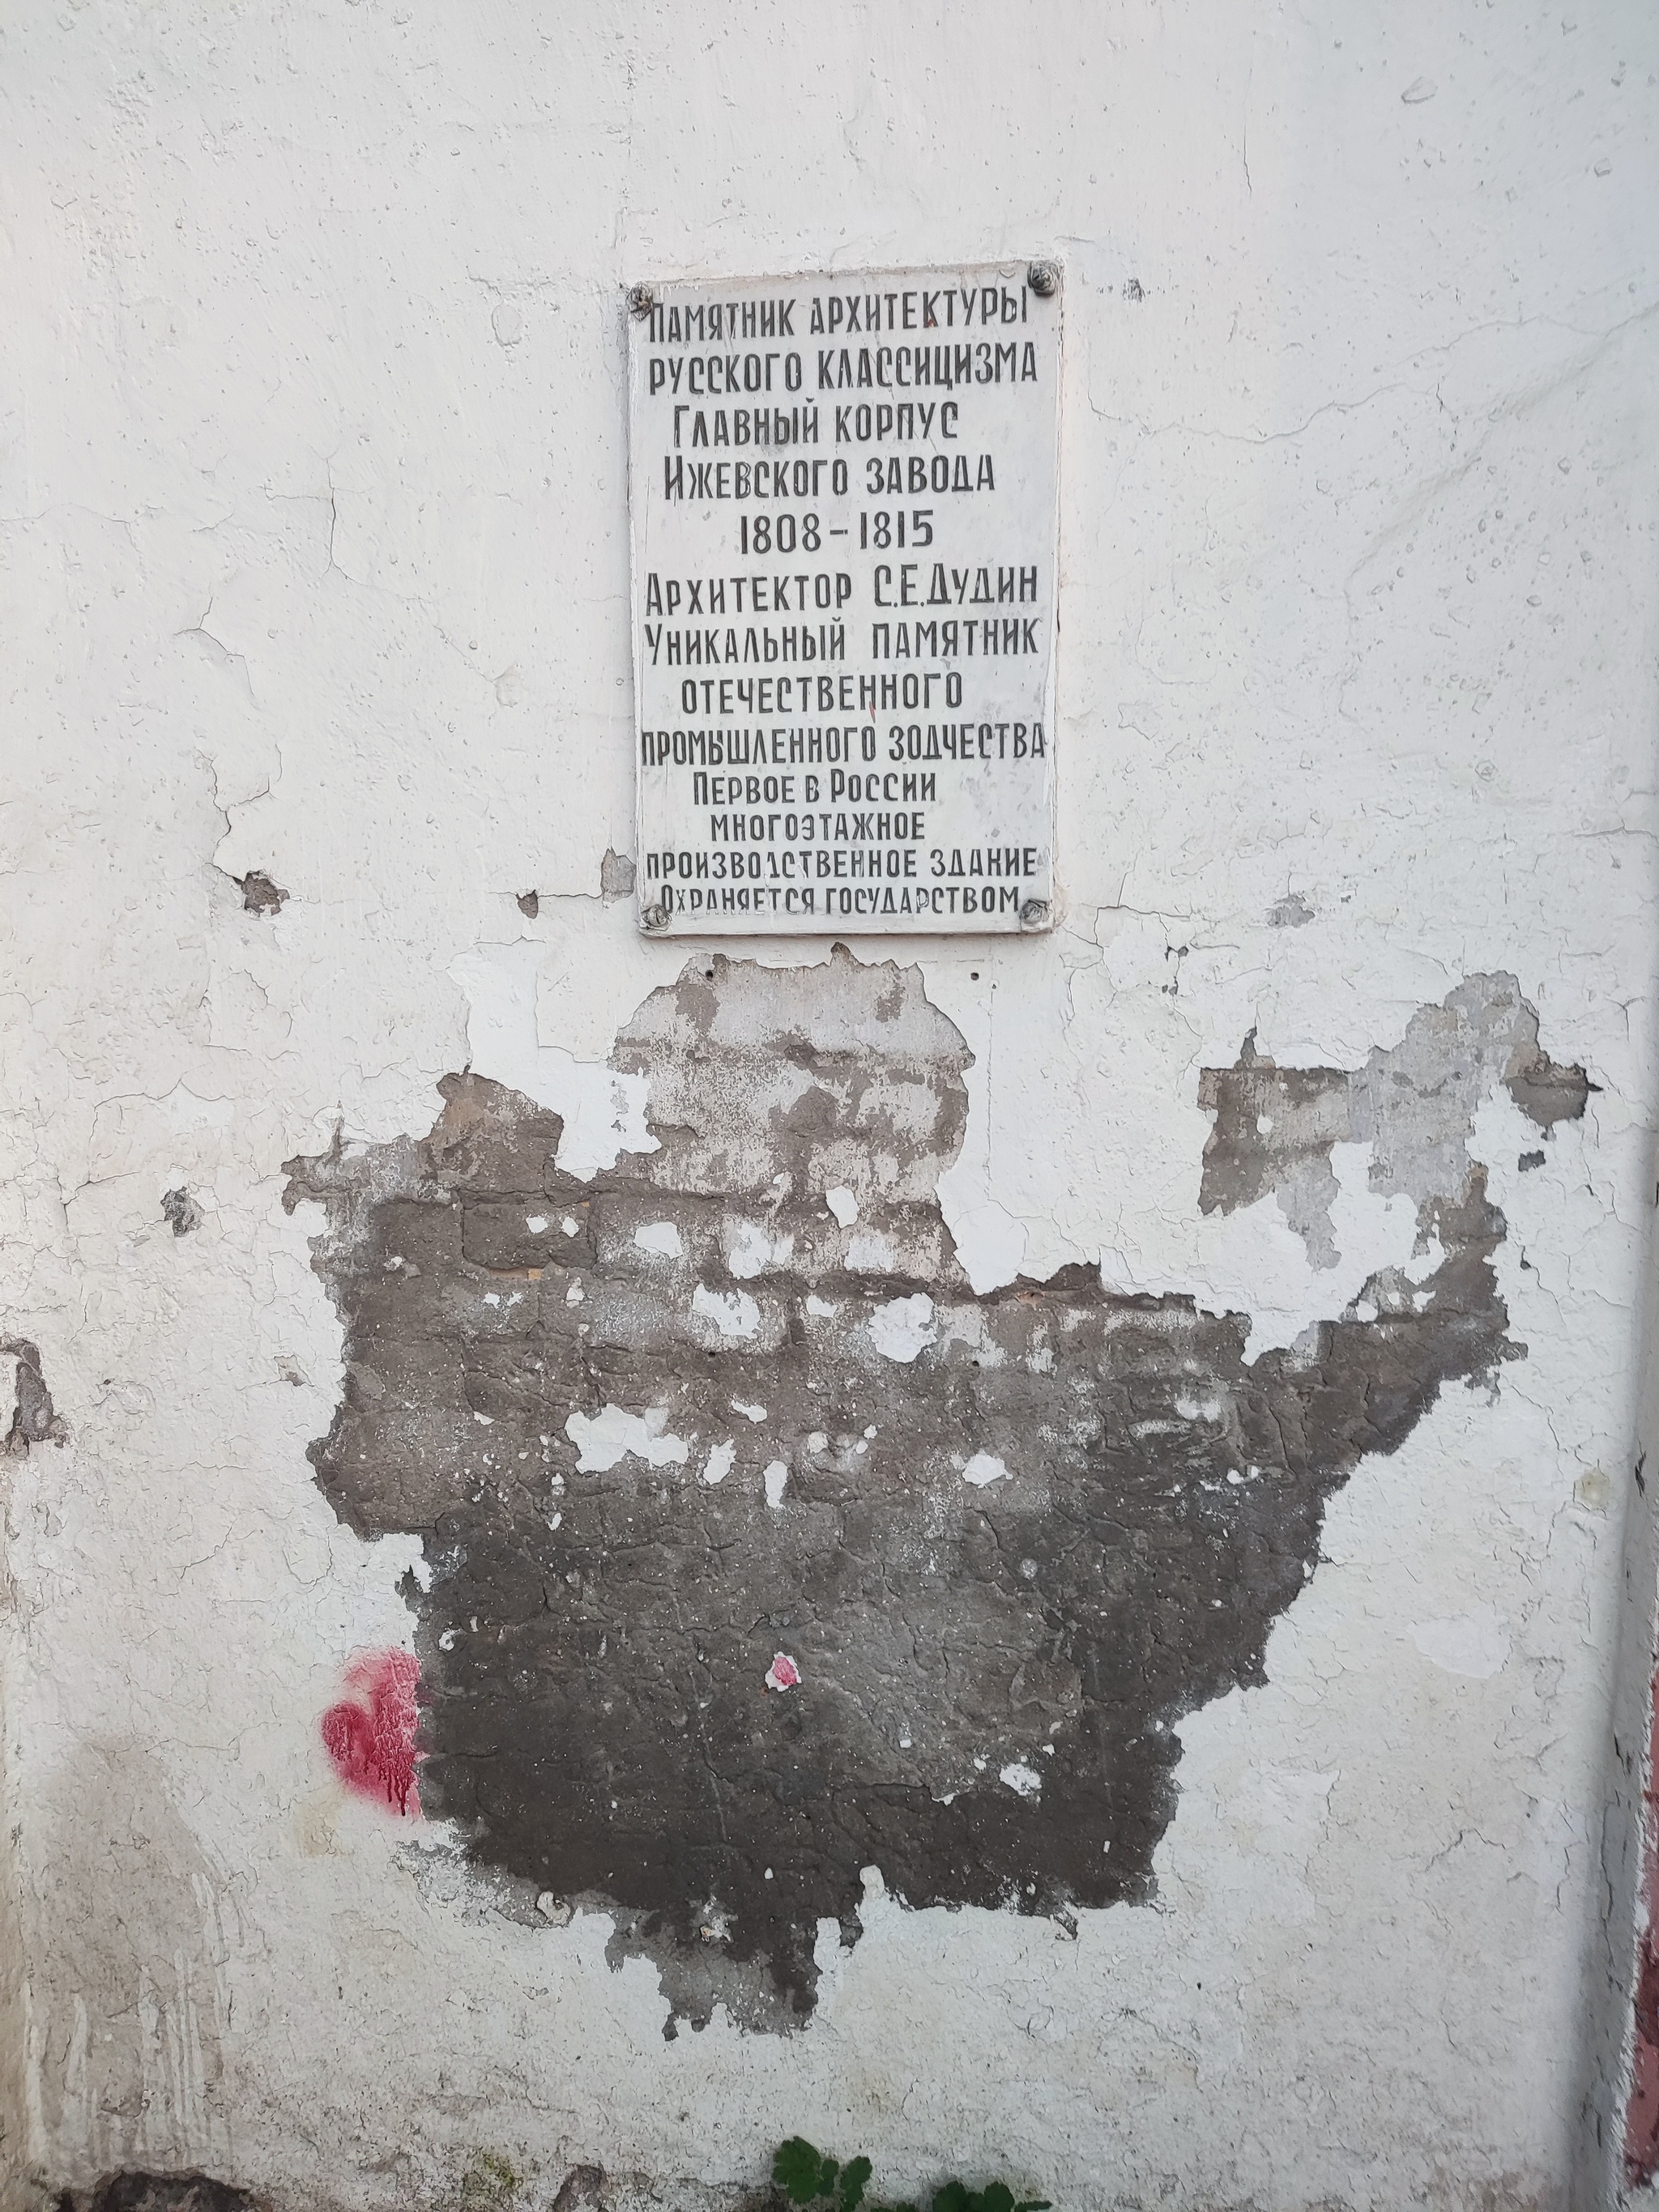 Памятник архитектуры
русского классицизма
Главный корпус
Ижевского завода
1808-1815
Архитектор С.Е.Дудин
Уникальный памятник
отечественного
промышленного зодчества
Первое в России
многоэтажное
производственное здание
Охраняется государством